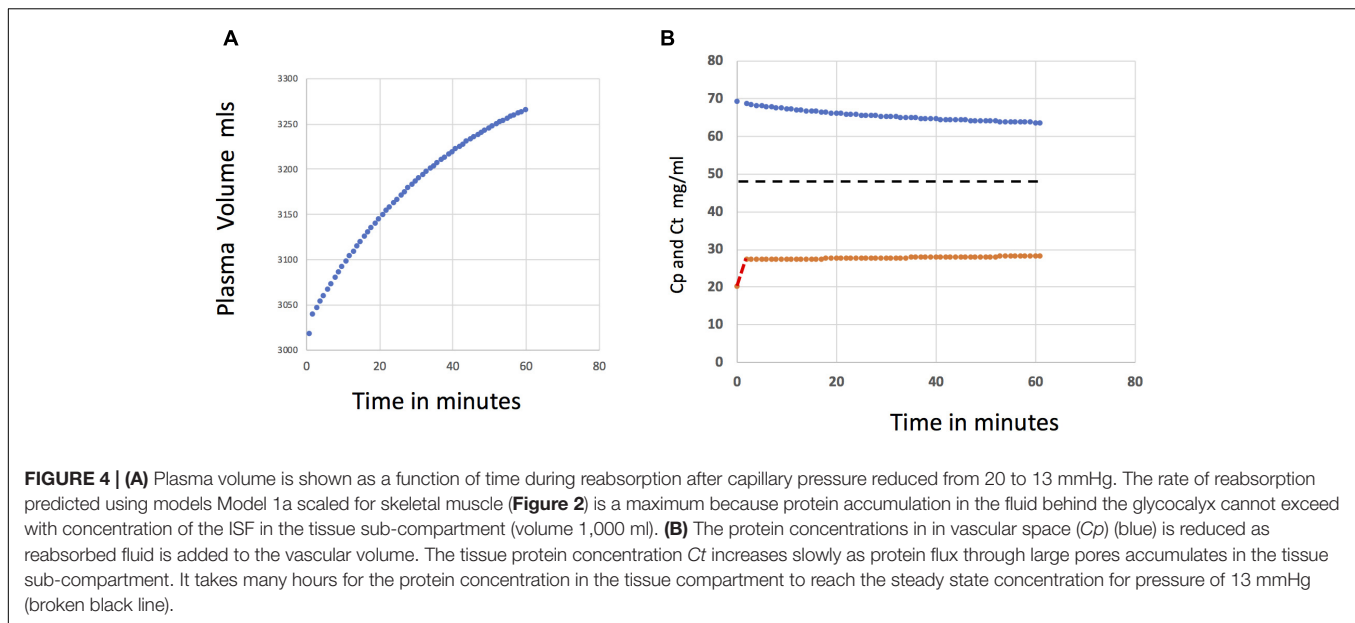 A
Plasma Volume mls
3300
3250
3200
3150
3100
3050
3000
0 20 40 60 80
Time in minutes
B
Cp and Ct mg/ml
80
70
60
50
40
30
20
10
0
0 20 40 60 80
Time in minutes
FIGURE 4 | (A) Plasma volume is shown as a function of time during reabsorption after capillary pressure reduced from 20 to 13 mmHg. The rate of reabsorption
predicted using models Model 1a scaled for skeletal muscle (Figure 2) is a maximum because protein accumulation in the fluid behind the glycocalyx cannot exceed
with concentration of the ISF in the tissue sub-compartment (volume 1,000 ml). (B) The protein concentrations in in vascular space (Cp) (blue) is reduced as
reabsorbed fluid is added to the vascular volume. The tissue protein concentration Ct increases slowly as protein flux through large pores accumulates in the tissue
sub-compartment. It takes many hours for the protein concentration in the tissue compartment to reach the steady state concentration for pressure of 13 mmHg
(broken black line).